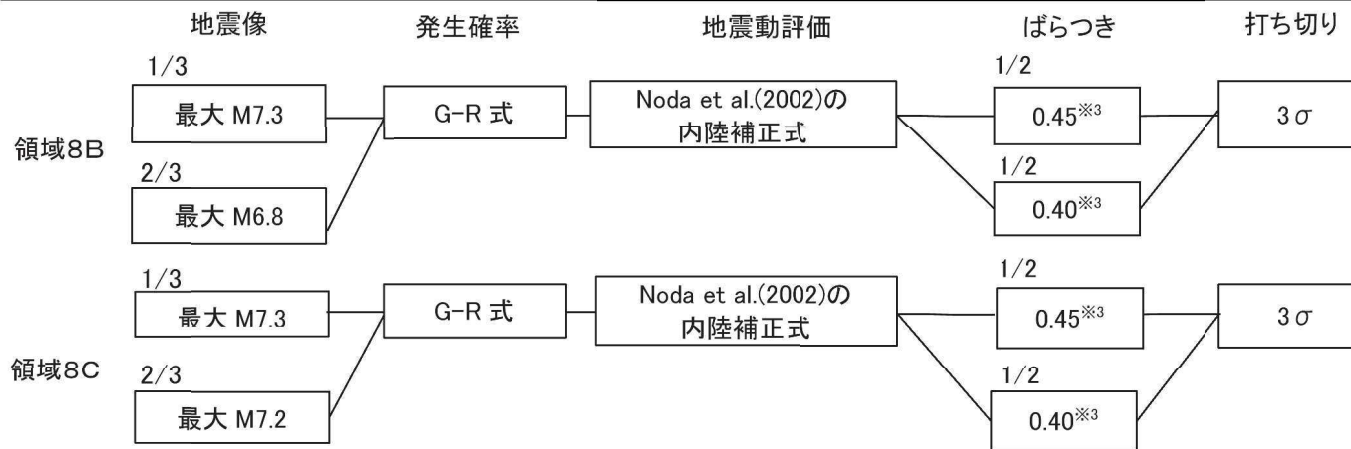 地震像 発生確率 地震動評価 ばらつき 打ち切り
領域8B
1/3
最大 M7.3
2/3
最大 M6.8
G-R 式
Noda et al.(2002)の
内陸補正式
1/2
0.45※3
1/2
0.40※3
3σ
領域8C
1/3
最大 M7.3
2/3
最大 M7.2
G-R 式
Noda et al.(2002)の
内陸補正式
1/2
0.45※3
1/2
0.40※3
3σ